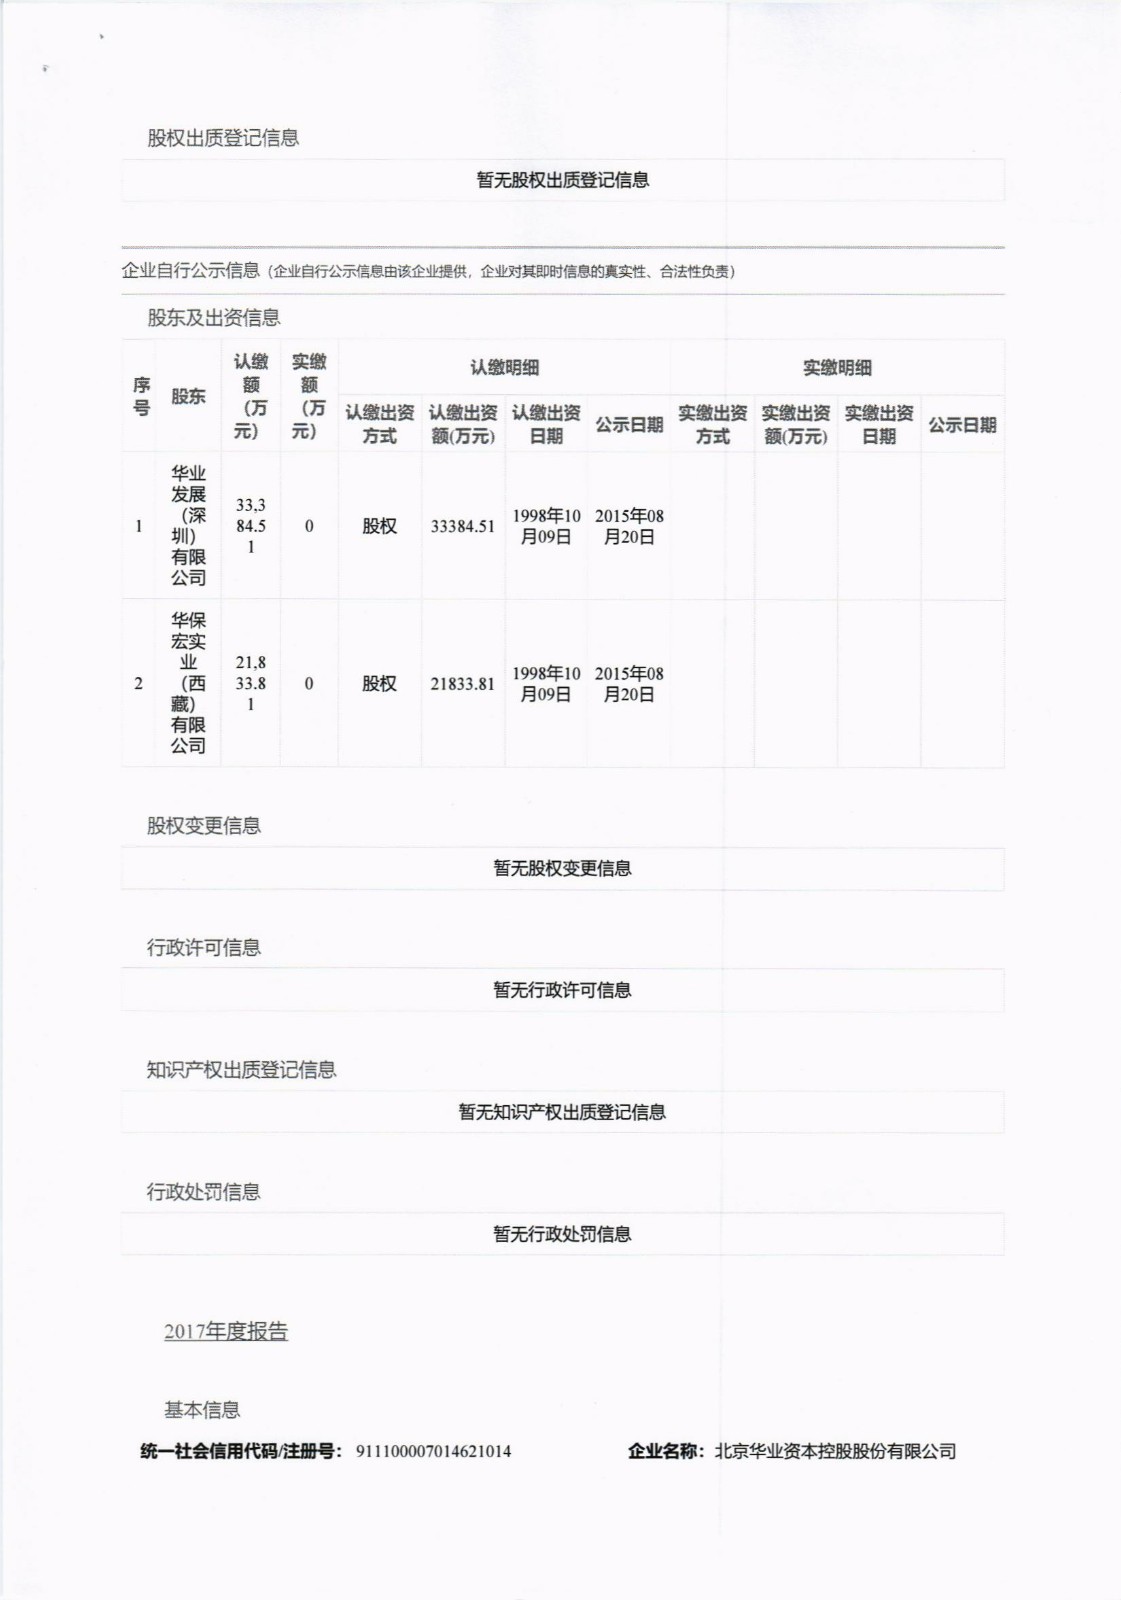 股权出质登记信息
暂无股权出质登记信息
企业自行公示信息（企业自行公示信息由该企业提供，企业对其即时信息的真实性、合法性负责）
股东及出资信息
序号 股东 认缴额（万元） 实缴额（万元） 认缴明细 实缴明细
认缴出资方式 认缴出资额(万元) 认缴出资日期 公示日期 实缴出资方式 实缴出资额(万元) 实缴出资日期 公示日期
1 华业发展（深圳）有限公司 33,384.51 0 股权 33384.51 1998年10月09日 2015年08月20日
2 华保宏实业（西藏）有限公司 21,833.81 0 股权 21833.81 1998年10月09日 2015年08月20日
股权变更信息
暂无股权变更信息
行政许可信息
暂无行政许可信息
知识产权出质登记信息
暂无知识产权出质登记信息
行政处罚信息
暂无行政处罚信息
2017年度报告
基本信息
统一社会信用代码/注册号： 911100007014621014 企业名称：北京华业资本控股股份有限公司